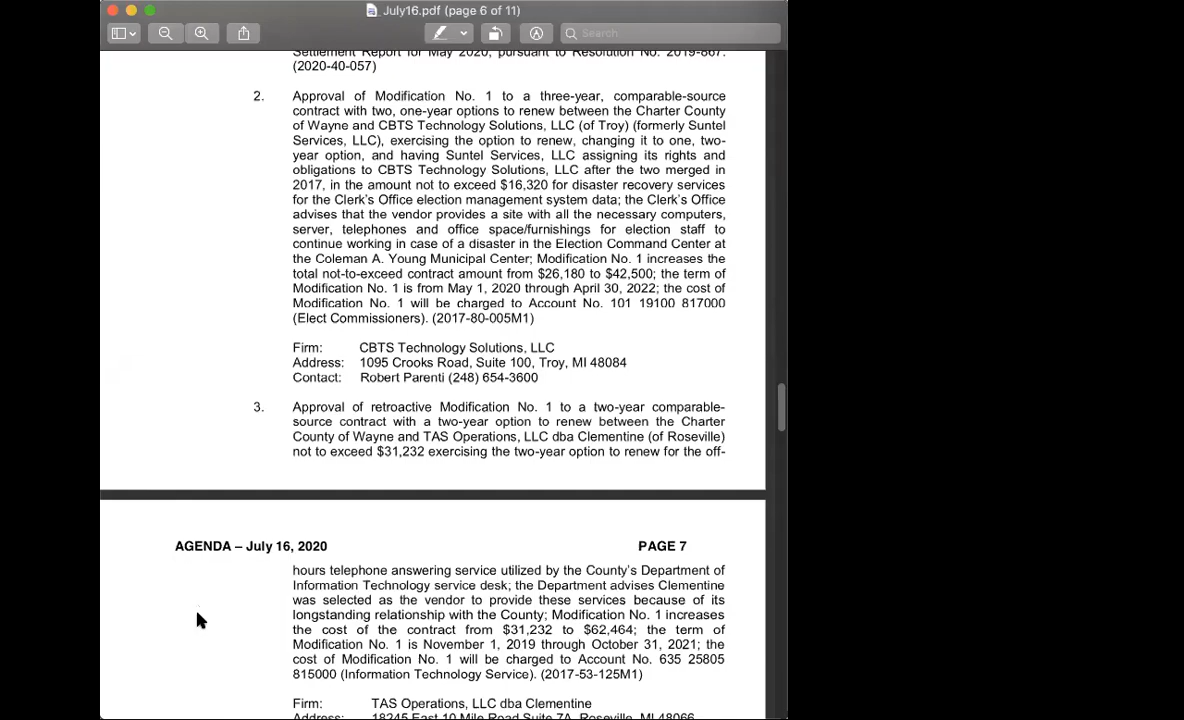 July16.pdf (page 6 of 11)
Search
Settlement Report for May 2020, pursuant to Resolution No. 2019-867.
(2020-40-057)
2. Approval of Modification No. 1 to a three-year, comparable-source
contract with two, one-year options to renew between the Charter County
of Wayne and CBTS Technology Solutions, LLC (of Troy) (formerly Suntel
Services, LLC), exercising the option to renew, changing it to one, two-
year option, and having Suntel Services, LLC assigning its rights and
obligations to CBTS Technology Solutions, LLC after the two merged in
2017, in the amount not to exceed $16,320 for disaster recovery services
for the Clerk's Office election management system data; the Clerk's Office
advises that the vendor provides a site with all the necessary computers,
server, telephones and office space/furnishings for election staff to
continue working in case of a disaster in the Election Command Center at
the Coleman A. Young Municipal Center; Modification No. 1 increases the
total not-to-exceed contract amount from $26,180 to $42,500; the term of
Modification No. 1 is from May 1, 2020 through April 30, 2022; the cost of
Modification No. 1 will be charged to Account No. 101 19100 817000
(Elect Commissioners). (2017-80-005M1)
Firm: CBTS Technology Solutions, LLC
Address: 1095 Crooks Road, Suite 100, Troy, MI 48084
Contact: Robert Parenti (248) 654-3600
3. Approval of retroactive Modification No. 1 to a two-year comparable-
source contract with a two-year option to renew between the Charter
County of Wayne and TAS Operations, LLC dba Clementine (of Roseville)
not to exceed $31,232 exercising the two-year option to renew for the off-
AGENDA – July 16, 2020 PAGE 7
hours telephone answering service utilized by the County's Department of
Information Technology service desk; the Department advises Clementine
was selected as the vendor to provide these services because of its
longstanding relationship with the County; Modification No. 1 increases
the cost of the contract from $31,232 to $62,464; the term of
Modification No. 1 is November 1, 2019 through October 31, 2021; the
cost of Modification No. 1 will be charged to Account No. 635 25805
815000 (Information Technology Service). (2017-53-125M1)
Firm: TAS Operations, LLC dba Clementine
Address: 18245 East 10 Mile Road Suite 7A, Roseville, MI 48066